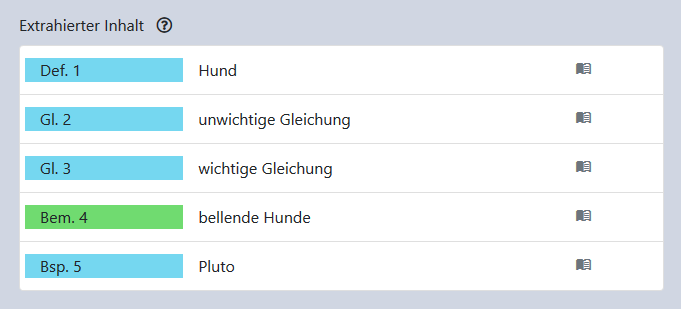 Extrahierter Inhalt
Def. 1 Hund
Gl. 2 unwichtige Gleichung
Gl. 3 wichtige Gleichung
Bem. 4 bellende Hunde
Bsp. 5 Pluto